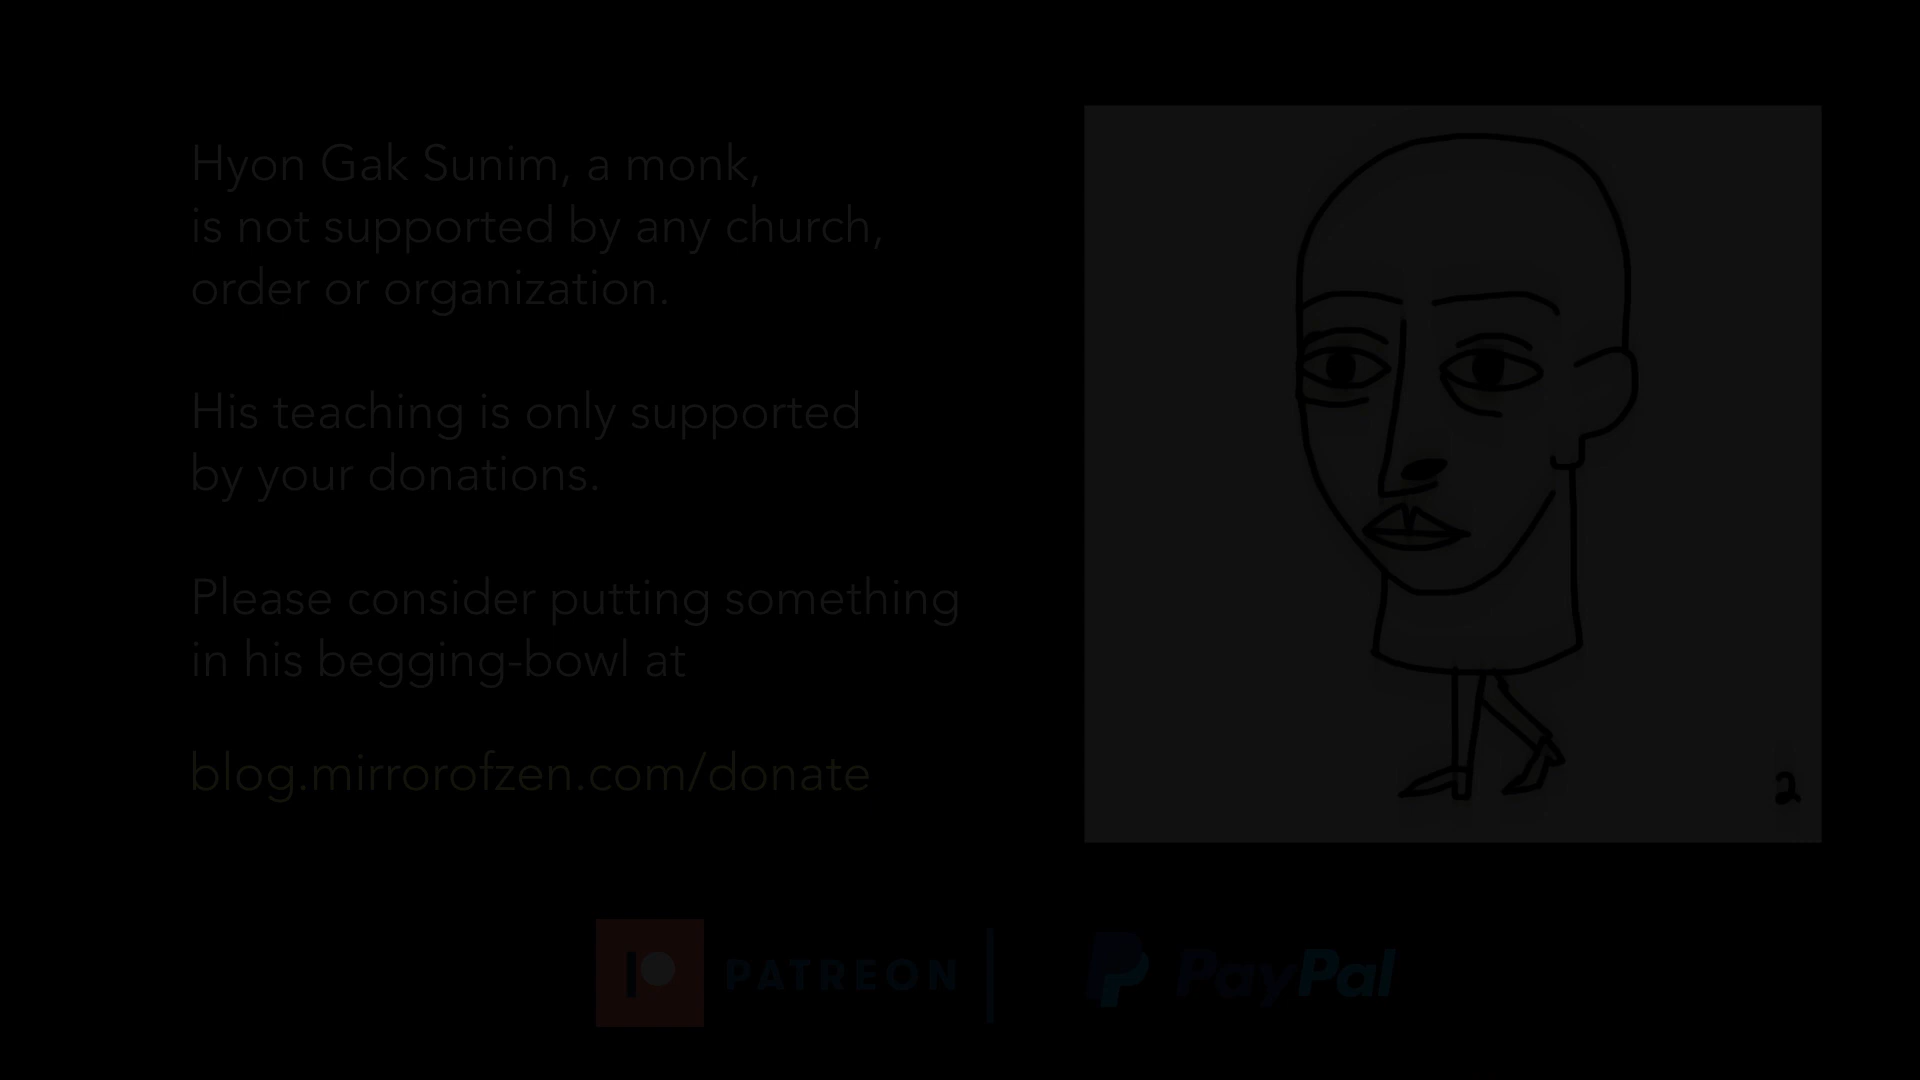 Hyon Gak Sunim, a monk,
is not supported by any church,
order or organization.
His teaching is only supported
by your donations.
Please consider putting something
in his begging-bowl at
blog.mirrorofzen.com/donate
2
PATREON
PayPal